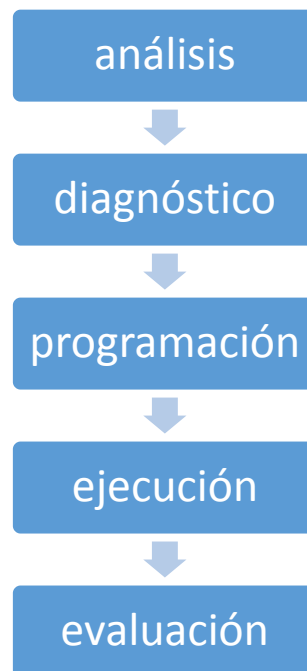 análisis
diagnóstico
programación
ejecución
evaluación